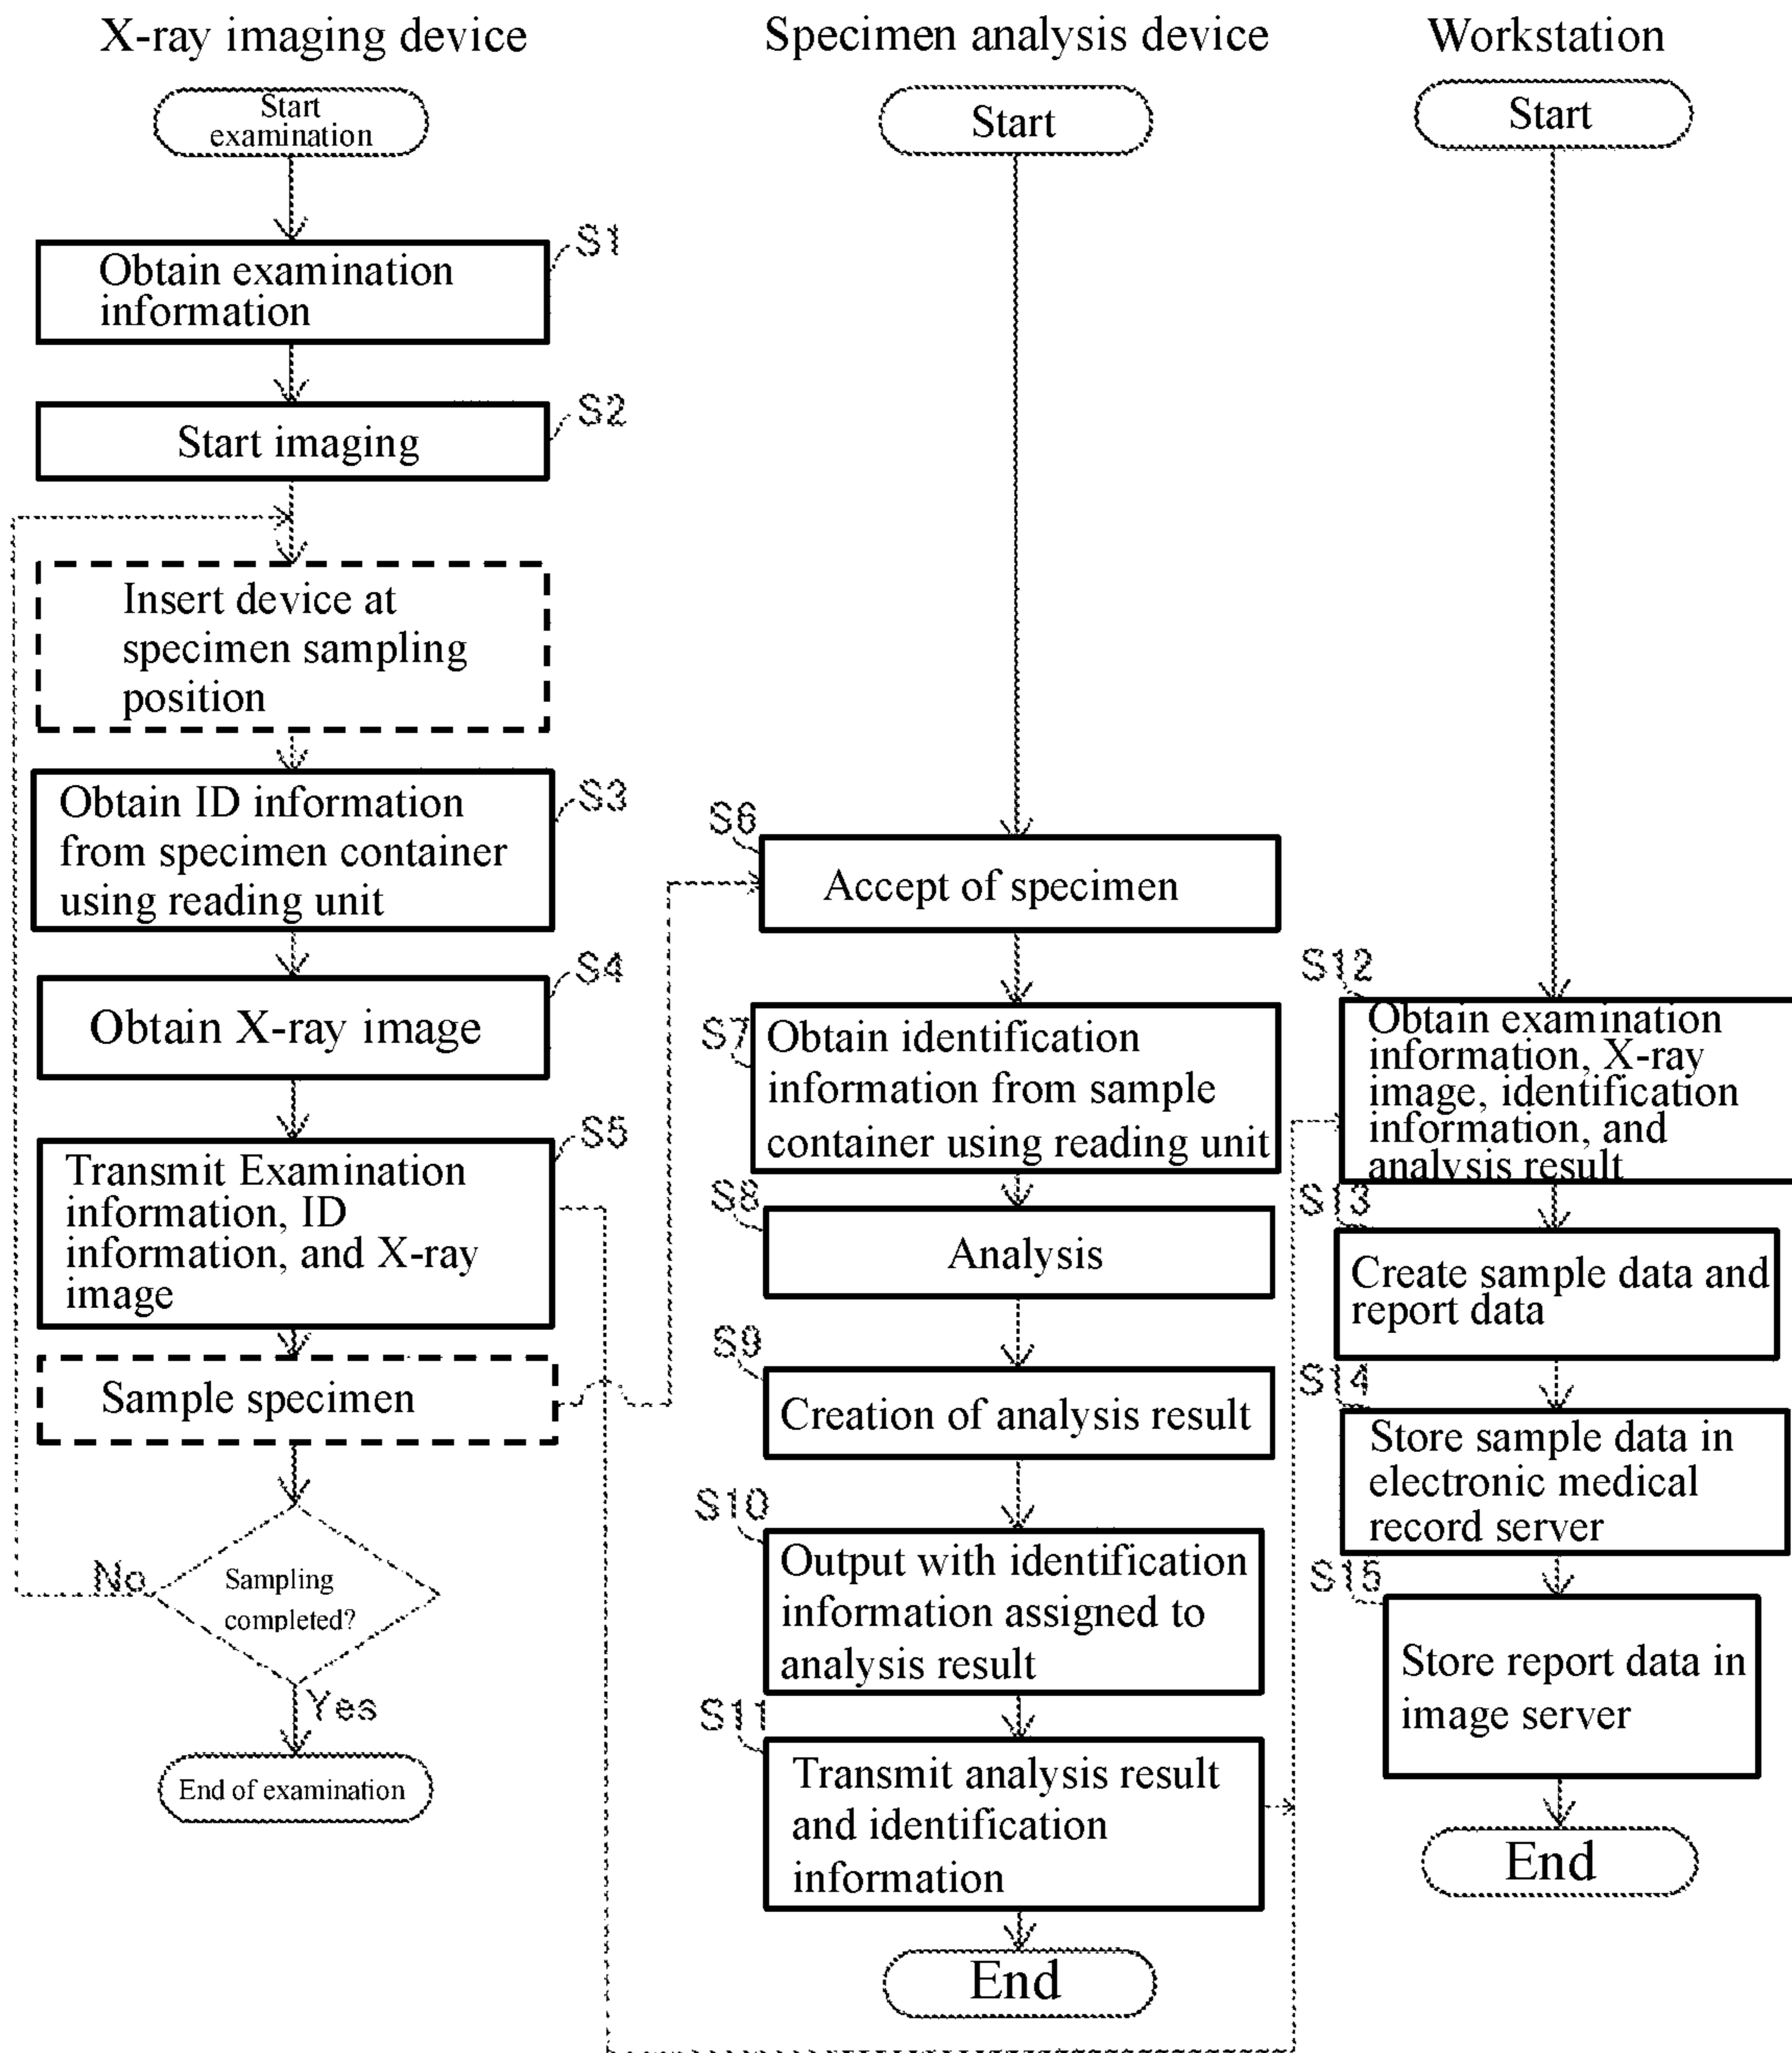 X-ray imaging device
Start
examination
S1
Obtain examination
information
S2
Start imaging
Insert device at
specimen sampling
position
S3
Obtain ID information
from specimen container
using reading unit
S4
Obtain X-ray image
S5
Transmit Examination
information, ID
information, and X-ray
image
Sample specimen
No
Sampling
completed?
Yes
End of examination
Specimen analysis device
Start
S6
Accept of specimen
S7
Obtain identification
information from sample
container using reading unit
S8
Analysis
S9
Creation of analysis result
S10
Output with identification
information assigned to
analysis result
S11
Transmit analysis result
and identification
information
End
Workstation
Start
S12
Obtain examination
information, X-ray
image, identification
information, and
analysis result
S13
Create sample data and
report data
S14
Store sample data in
electronic medical
record server
S15
Store report data in
image server
End